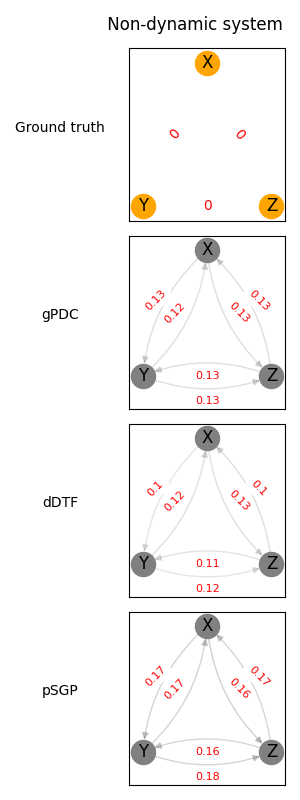 Non-dynamic system
X
Ground truth
0 0
Y 0 Z
X
0.13 0.12 0.13 0.13
gPDC
Y 0.13 Z
0.13
X
0.1 0.12 0.13 0.1
dDTF
Y 0.11 Z
0.12
X
0.17 0.17 0.16 0.17
pSGP
Y 0.16 Z
0.18